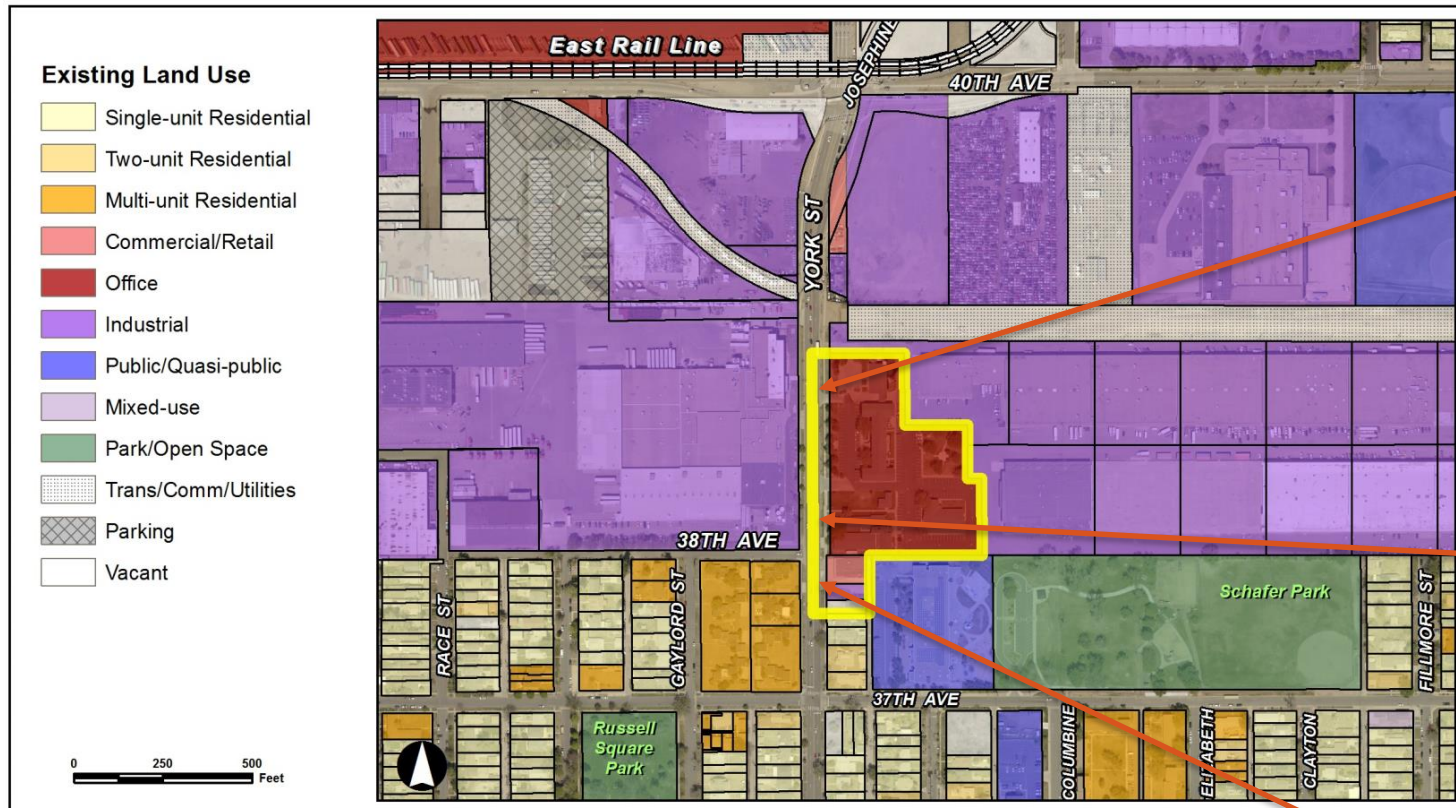 Existing Land Use
Single-unit Residential
Two-unit Residential
Multi-unit Residential
Commercial/Retail
Office
Industrial
Public/Quasi-public
Mixed-use
Park/Open Space
Trans/Comm/Utilities
Parking
Vacant
0 250 500
Feet
East Rail Line
JOSEPHINE
40TH AVE
YORK ST
38TH AVE
RACE ST
GAYLORD ST
Schafer Park
FILLMORE ST
37TH AVE
Russell
Square
Park
COLUMBINE
ELIZABETH
CLAYTON